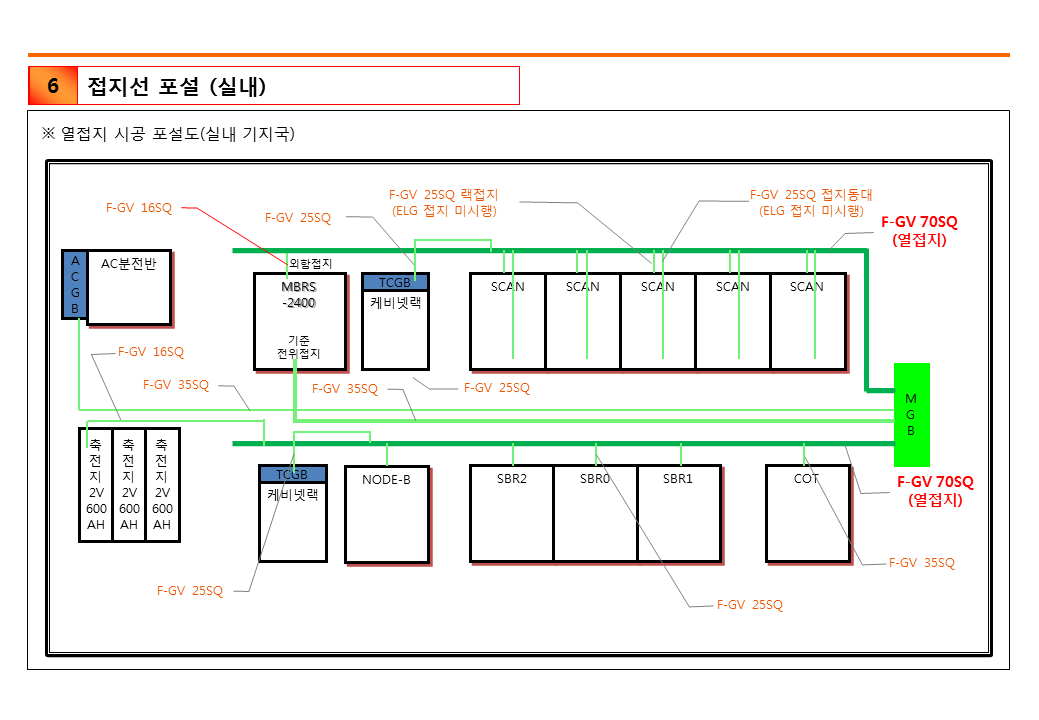 6 접지선 포설 (실내)
※ 열접지 시공 포설도(실내 기지국)
F-GV 16SQ
F-GV 25SQ
F-GV 25SQ 랙접지
(ELG 접지 미시행)
F-GV 25SQ 접지동대
(ELG 접지 미시행)
F-GV 70SQ
(열접지)
A
C
G
B
AC분전반
외함접지
MBRS
-2400
기준
전위접지
TCGB
케비넷랙
SCAN
SCAN
SCAN
SCAN
SCAN
F-GV 16SQ
F-GV 35SQ
F-GV 35SQ
F-GV 25SQ
M
G
B
축
전
지
2V
600
AH
축
전
지
2V
600
AH
축
전
지
2V
600
AH
TCGB
케비넷랙
NODE-B
SBR2
SBR0
SBR1
COT
F-GV 70SQ
(열접지)
F-GV 35SQ
F-GV 25SQ
F-GV 25SQ